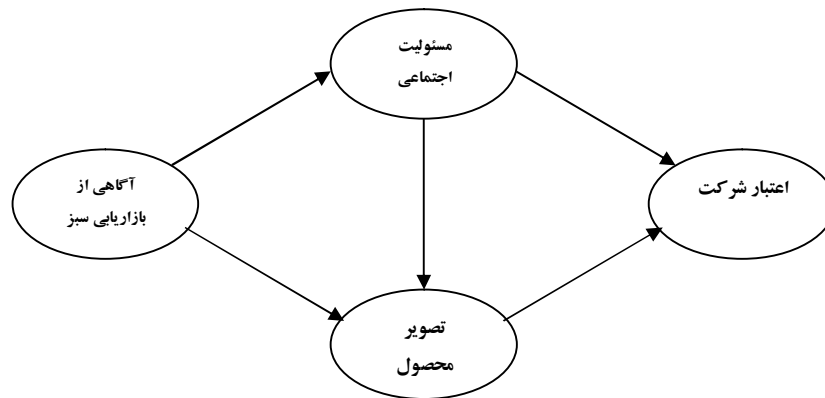 مسئولیت
اجتماعی
آگاهی از
بازاریابی سبز
اعتبار شرکت
تصویر
محصول